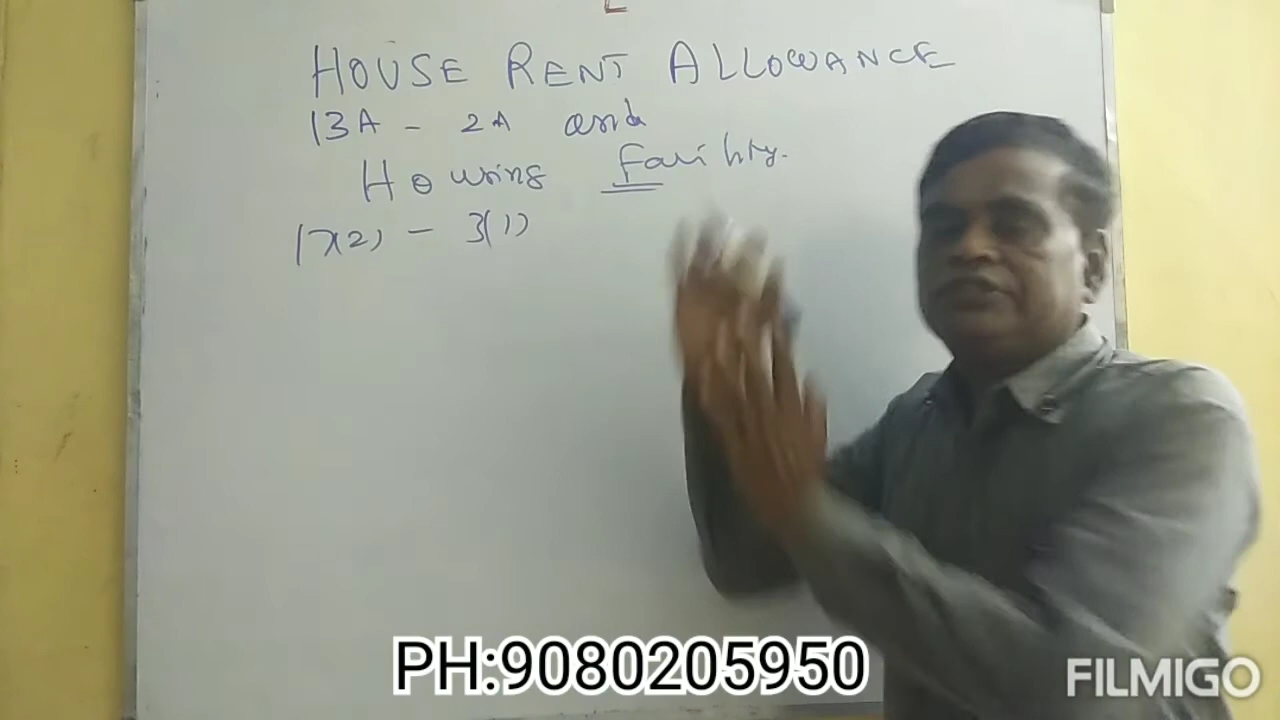 HOUSE RENT ALLOWANCE
13A - 2A and
Housing Facility.
17(2) - 3(1)
PH:9080205950
FILMIGO